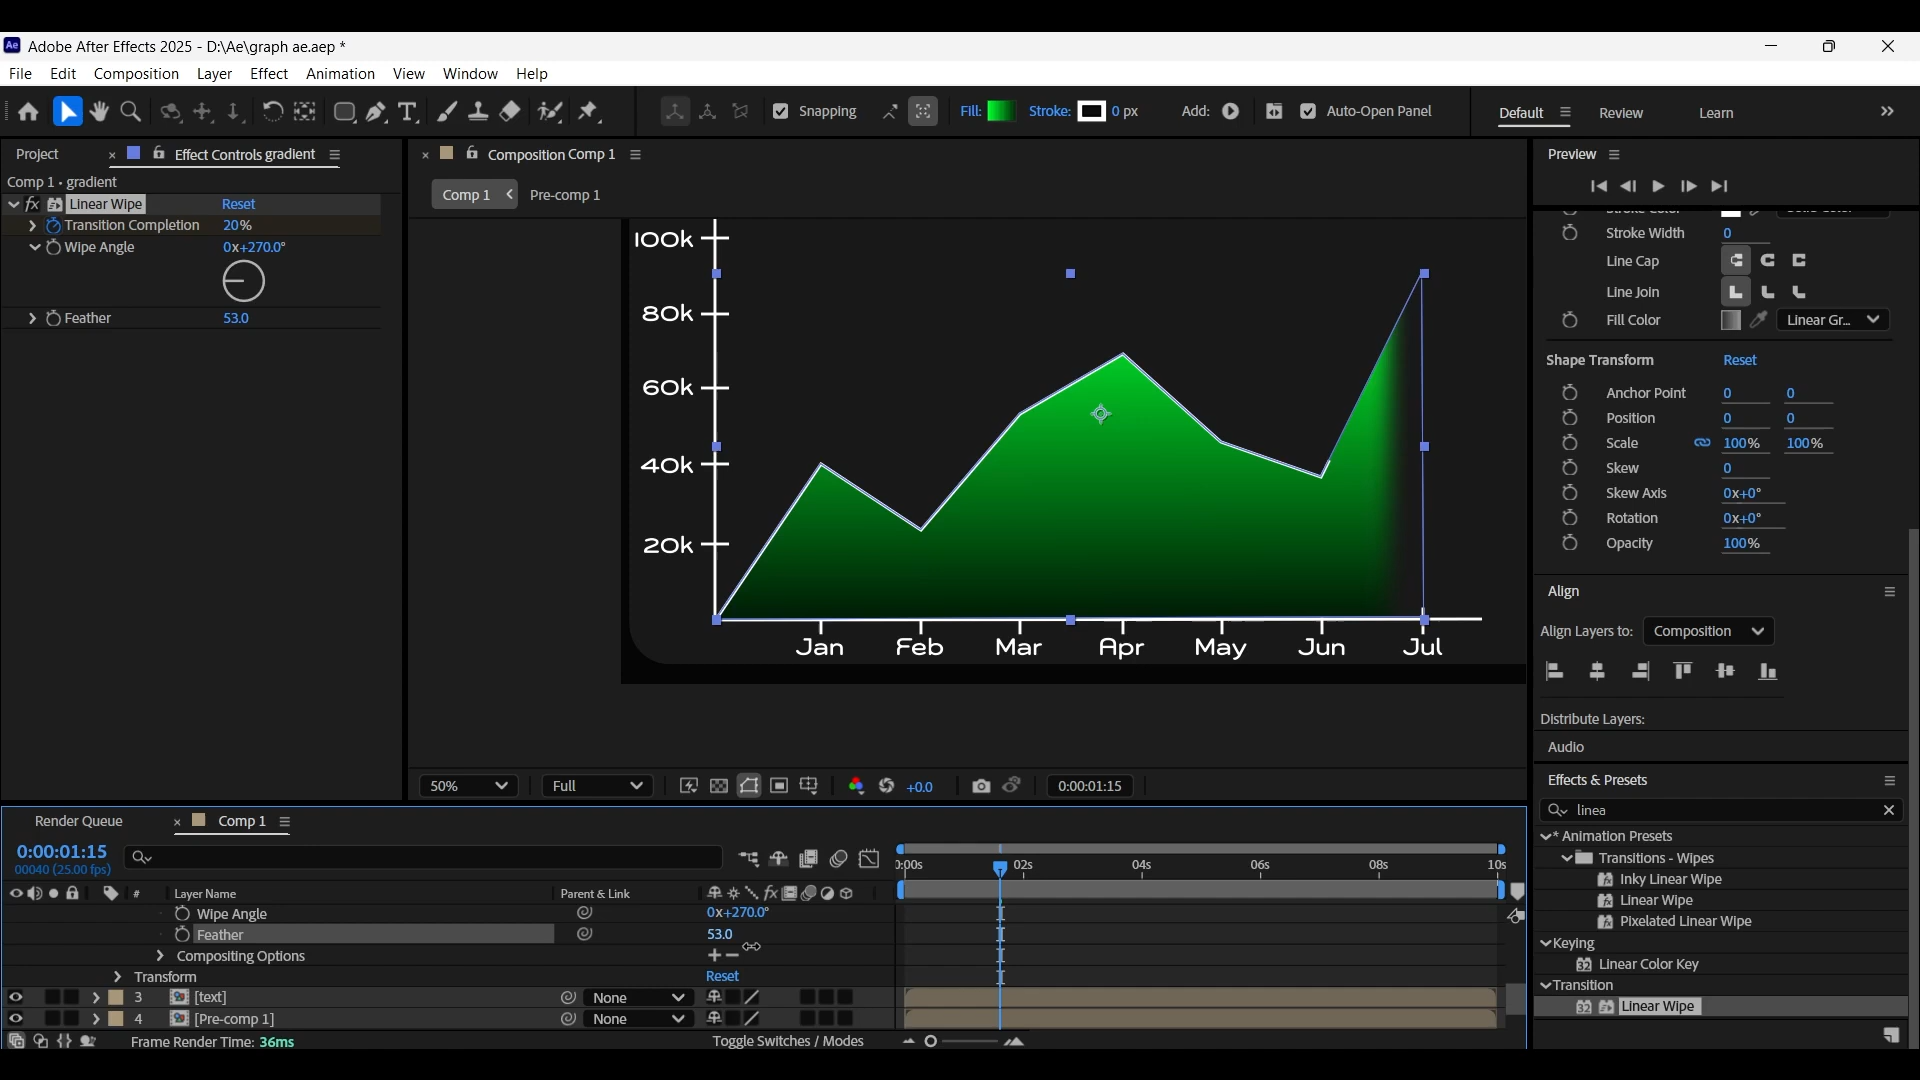 Ae Adobe After Effects 2025 - D:\Ae\graph ae.aep *
File Edit Composition Layer Effect Animation View Window Help
Snapping Fill: Stroke: 0 px Add: Auto-Open Panel Default Review Learn
Project Effect Controls gradient
Comp 1 • gradient
fx Linear Wipe Reset
Transition Completion 20%
Wipe Angle 0x+270.0°
Feather 53.0
Composition Comp 1
Comp 1 Pre-comp 1
100k
80k
60k
40k
20k
Jan Feb Mar Apr May Jun Jul
50% Full +0.0 0:00:01:15
Preview
Stroke Width 0
Line Cap
Line Join
Fill Color Linear Gr...
Shape Transform Reset
Anchor Point 0 0
Position 0 0
Scale 100% 100%
Skew 0
Skew Axis 0x+0°
Rotation 0x+0°
Opacity 100%
Align
Align Layers to: Composition
Distribute Layers:
Audio
Effects & Presets
linea
* Animation Presets
Transitions - Wipes
Inky Linear Wipe
Linear Wipe
Pixelated Linear Wipe
Keying
32 Linear Color Key
Transition
32 Linear Wipe
Render Queue Comp 1
0:00:01:15
00040 (25.00 fps)
):00s 02s 04s 06s 08s 10s
# Layer Name Parent & Link fx
Wipe Angle 0x+270.0°
Feather 53.0
Compositing Options + −
Transform Reset
3 [text] None
4 [Pre-comp 1] None
Frame Render Time: 36ms Toggle Switches / Modes